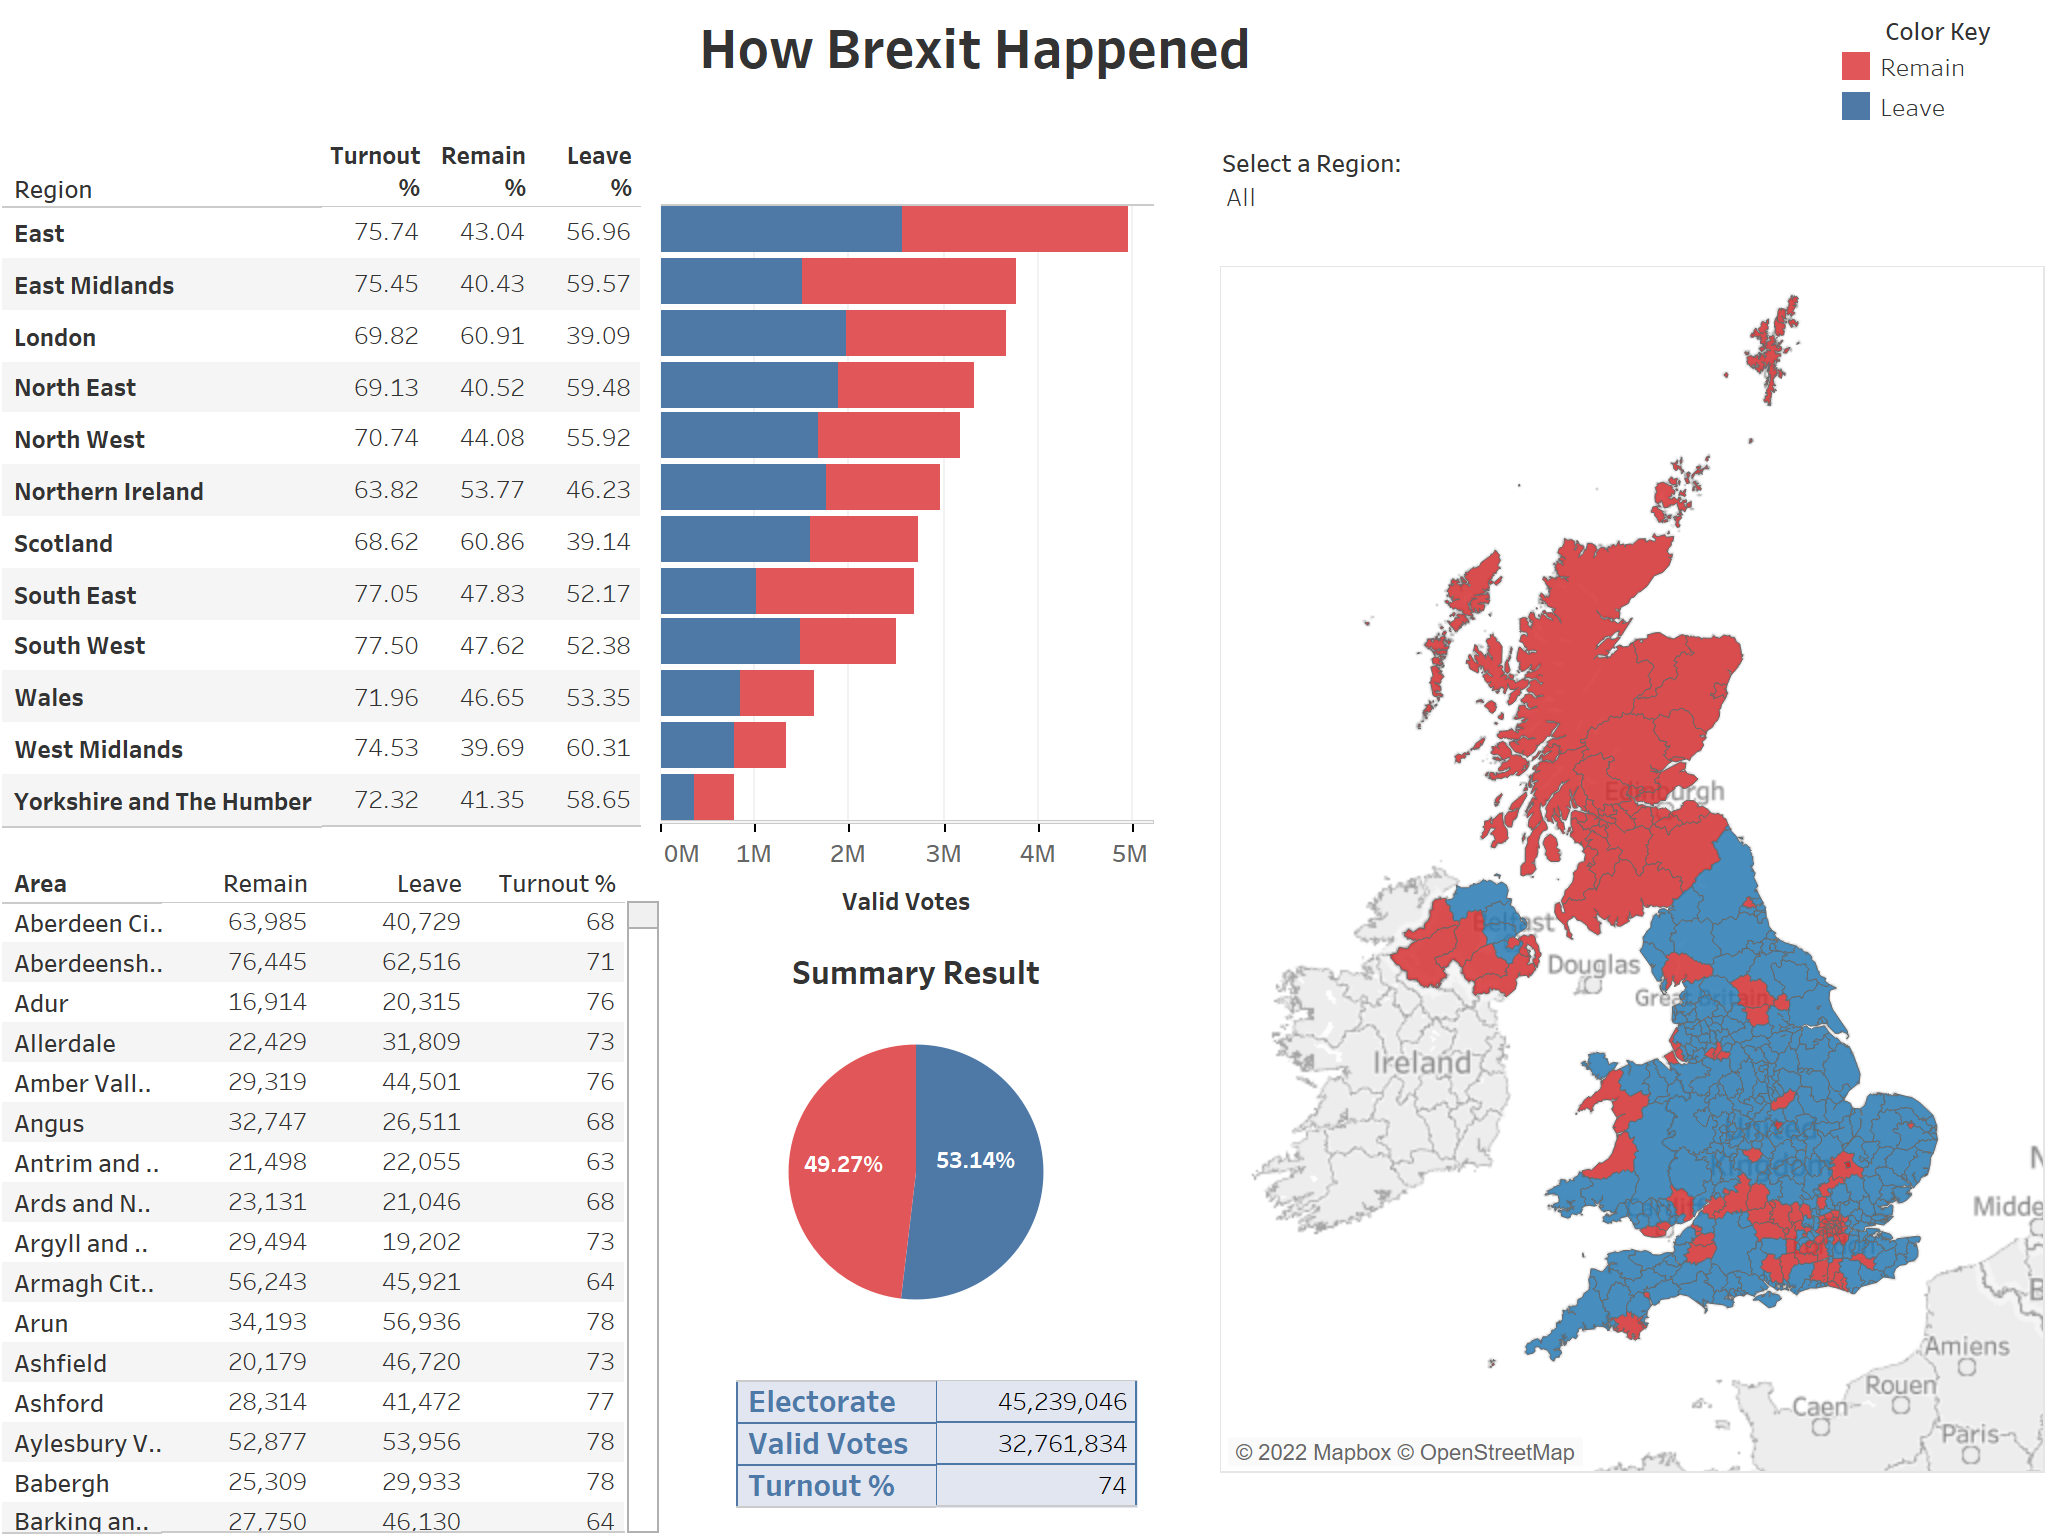 How Brexit Happened
Color Key
Remain
Leave
Select a Region:
All
Region Turnout % Remain % Leave %
East 75.74 43.04 56.96
East Midlands 75.45 40.43 59.57
London 69.82 60.91 39.09
North East 69.13 40.52 59.48
North West 70.74 44.08 55.92
Northern Ireland 63.82 53.77 46.23
Scotland 68.62 60.86 39.14
South East 77.05 47.83 52.17
South West 77.50 47.62 52.38
Wales 71.96 46.65 53.35
West Midlands 74.53 39.69 60.31
Yorkshire and The Humber 72.32 41.35 58.65
0M 1M 2M 3M 4M 5M
Valid Votes
Area Remain Leave Turnout %
Aberdeen Ci.. 63,985 40,729 68
Aberdeensh.. 76,445 62,516 71
Adur 16,914 20,315 76
Allerdale 22,429 31,809 73
Amber Vall.. 29,319 44,501 76
Angus 32,747 26,511 68
Antrim and .. 21,498 22,055 63
Ards and N.. 23,131 21,046 68
Argyll and .. 29,494 19,202 73
Armagh Cit.. 56,243 45,921 64
Arun 34,193 56,936 78
Ashfield 20,179 46,720 73
Ashford 28,314 41,472 77
Aylesbury V.. 52,877 53,956 78
Babergh 25,309 29,933 78
Barking an.. 27,750 46,130 64
Summary Result
49.27%
53.14%
Electorate 45,239,046
Valid Votes 32,761,834
Turnout % 74
Edinburgh
Belfast
Douglas
Great Britain
Ireland
United
Kingdom
Cardiff
London
N
Midde
B
Amiens
Rouen
Caen
Paris
© 2022 Mapbox © OpenStreetMap